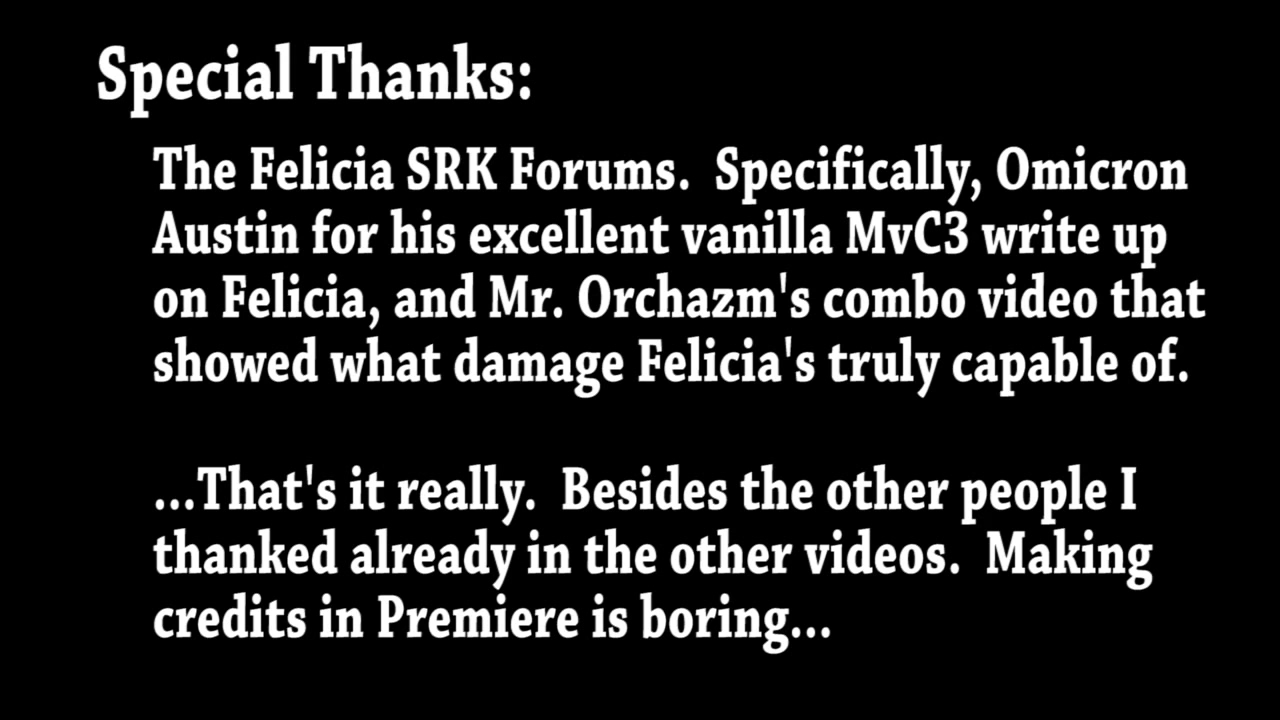 Special Thanks:
The Felicia SRK Forums.  Specifically, Omicron
Austin for his excellent vanilla MvC3 write up
on Felicia, and Mr. Orchazm's combo video that
showed what damage Felicia's truly capable of.
...That's it really.  Besides the other people I
thanked already in the other videos.  Making
credits in Premiere is boring...